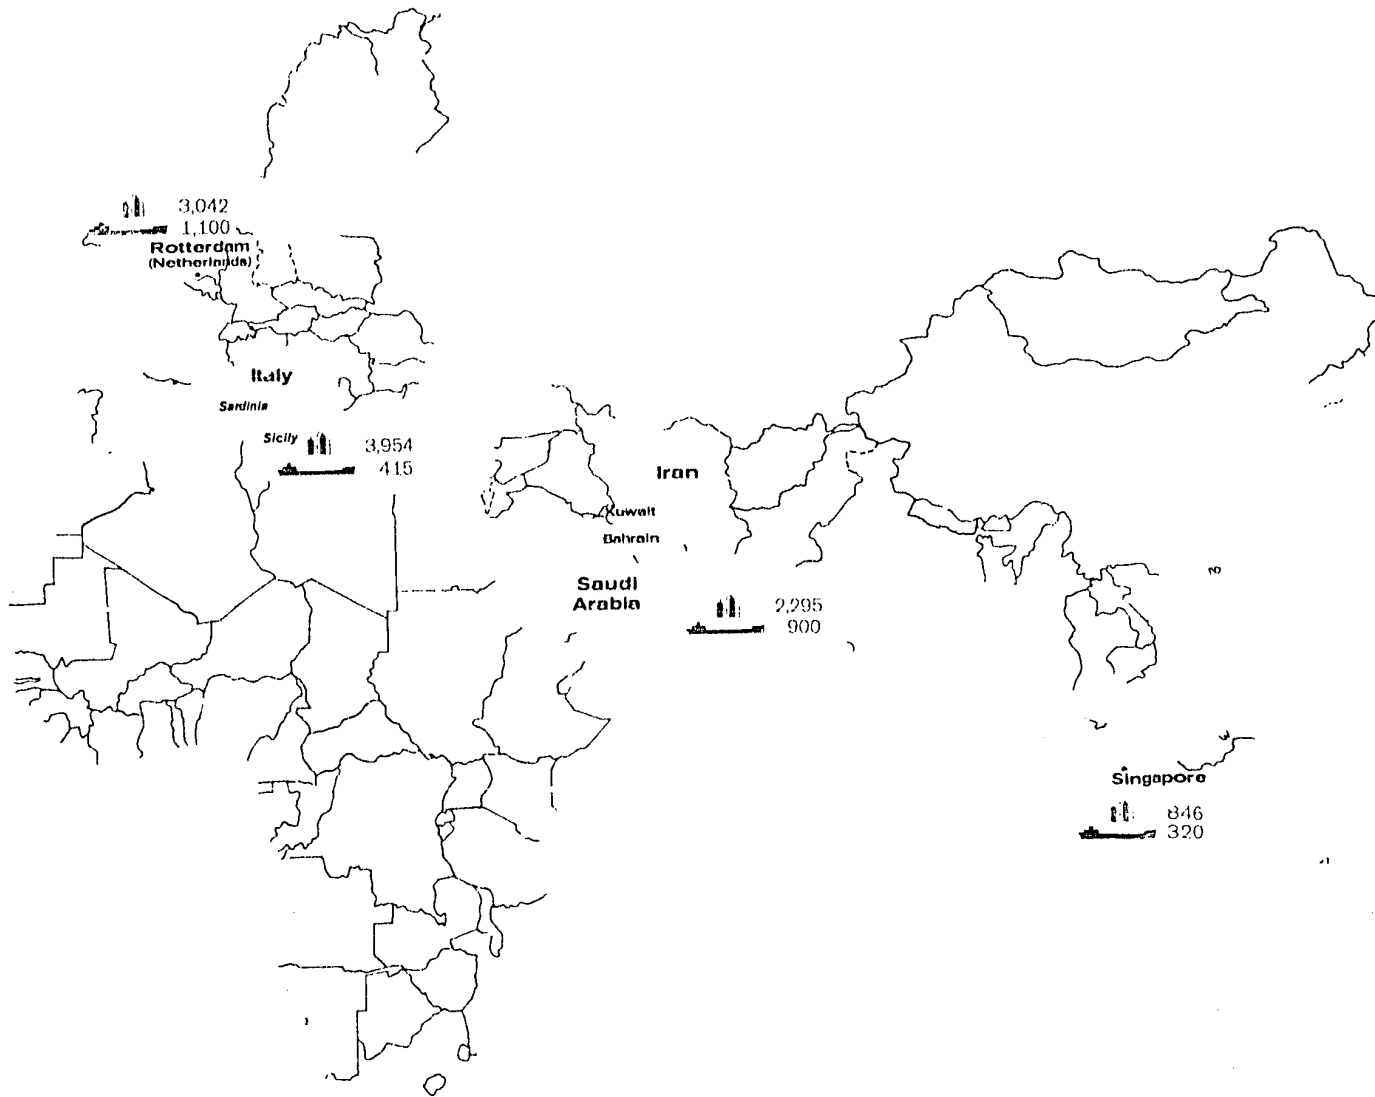 3,042
1,100
Rotterdam
(Netherlands)
Italy
Sardinia
Sicily
3,954
415
Iran
Kuwait
Bahrain
Saudi
Arabia
2,295
900
Singapore
846
320